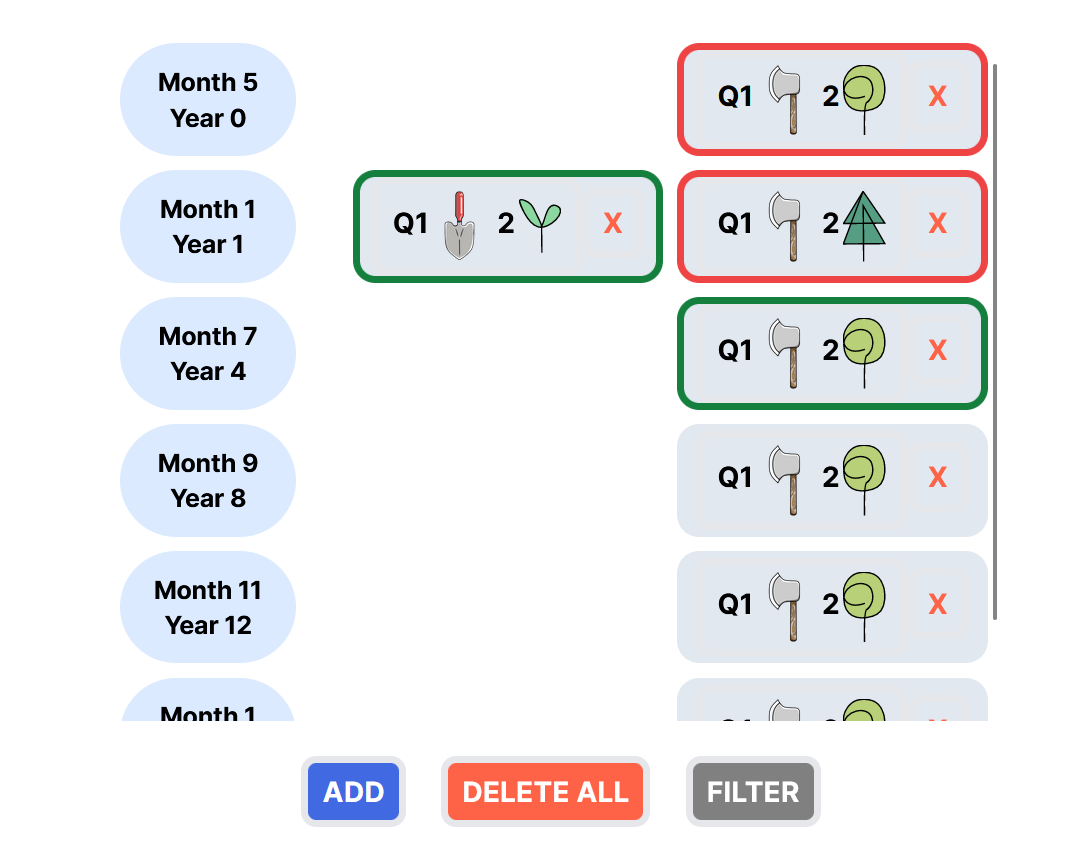 Month 5
Year 0
Q1 2 X
Month 1
Year 1
Q1 2 X
Q1 2 X
Month 7
Year 4
Q1 2 X
Month 9
Year 8
Q1 2 X
Month 11
Year 12
Q1 2 X
Month 1
ADD
DELETE ALL
FILTER